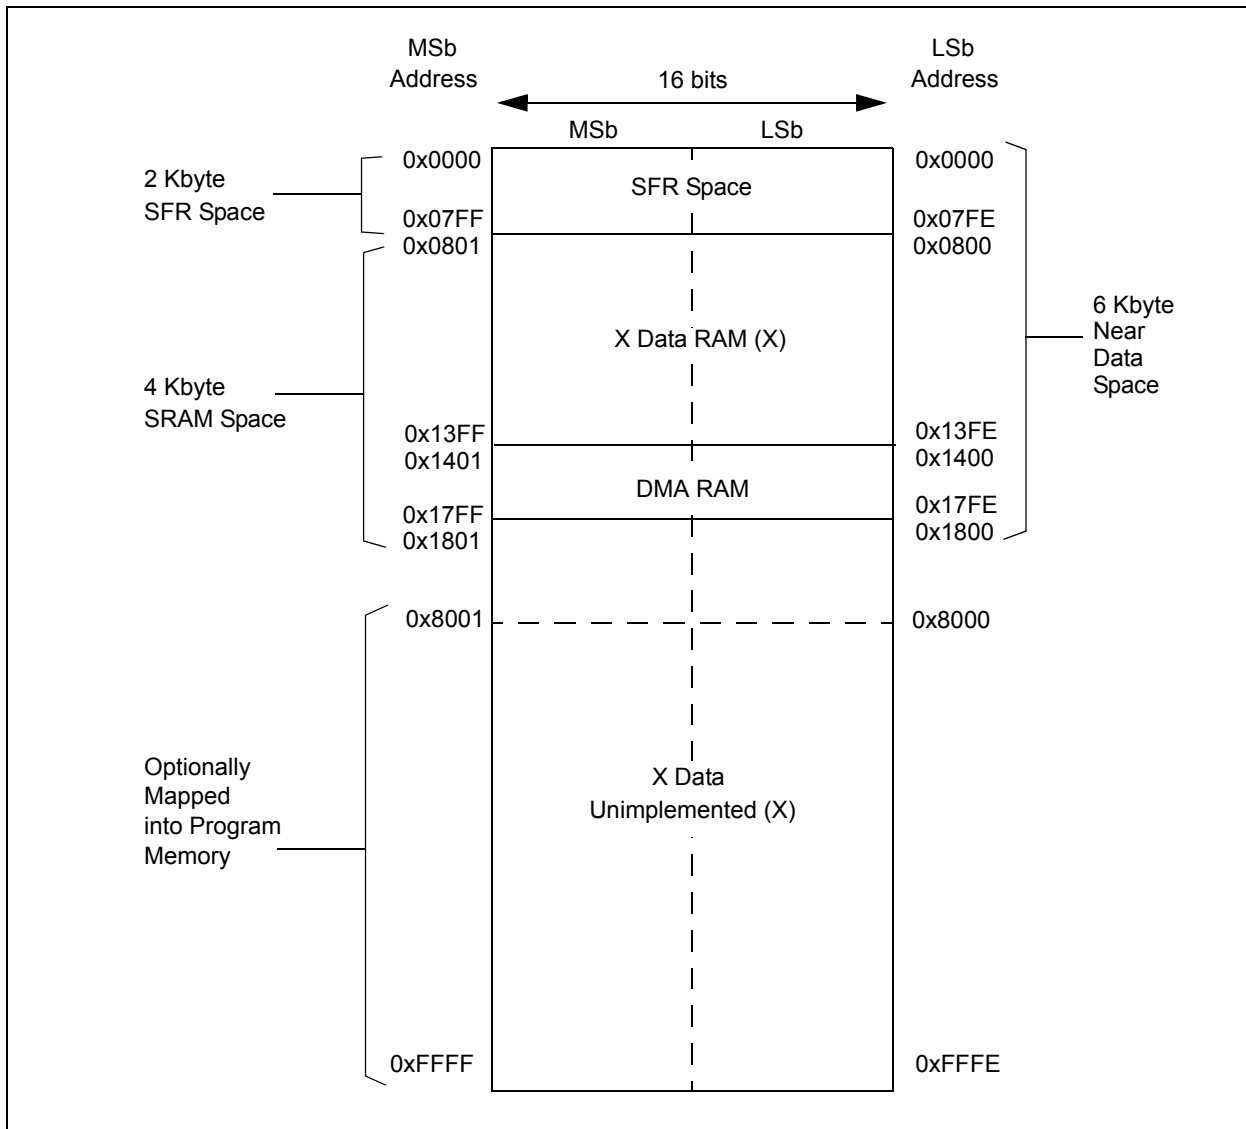 MSb
Address
LSb
Address
16 bits
MSb
LSb
0x0000
0x0000
2 Kbyte
SFR Space
SFR Space
0x07FF
0x07FE
0x0801
0x0800
X Data RAM (X)
6 Kbyte
Near
Data
Space
4 Kbyte
SRAM Space
0x13FF
0x13FE
0x1401
0x1400
DMA RAM
0x17FF
0x17FE
0x1801
0x1800
0x8001
0x8000
Optionally
Mapped
into Program
Memory
X Data
Unimplemented (X)
0xFFFF
0xFFFE